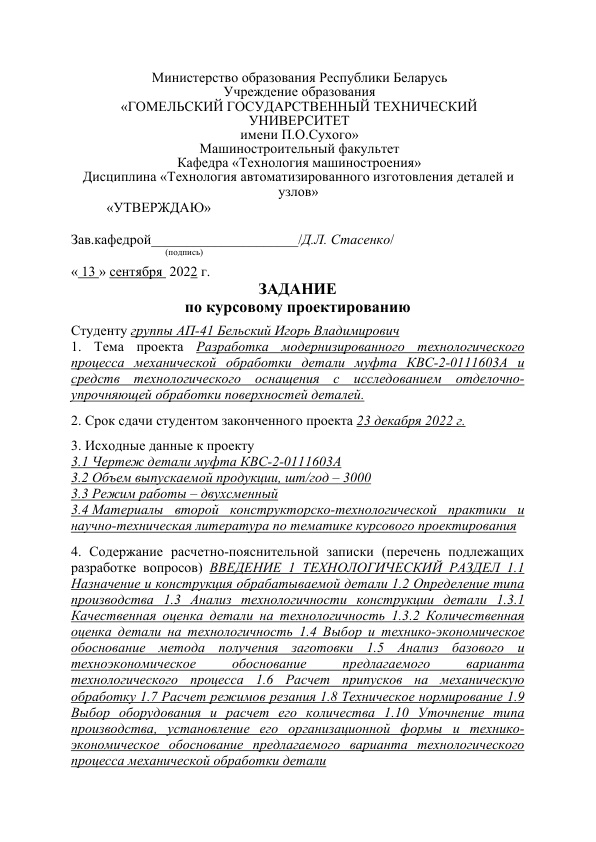 Министерство образования Республики Беларусь
Учреждение образования
«ГОМЕЛЬСКИЙ ГОСУДАРСТВЕННЫЙ ТЕХНИЧЕСКИЙ
УНИВЕРСИТЕТ
имени П.О.Сухого»
Машиностроительный факультет
Кафедра «Технология машиностроения»
Дисциплина «Технология автоматизированного изготовления деталей и
узлов»
«УТВЕРЖДАЮ»
Зав.кафедрой_____________________/Д.Л. Стасенко/
(подпись)
« 13 » сентября 2022 г.
ЗАДАНИЕ
по курсовому проектированию
Студенту группы АП-41 Бельский Игорь Владимирович
1. Тема проекта Разработка модернизированного технологического
процесса механической обработки детали муфта КВС-2-0111603А и
средств технологического оснащения с исследованием отделочно-
упрочняющей обработки поверхностей деталей.
2. Срок сдачи студентом законченного проекта 23 декабря 2022 г.
3. Исходные данные к проекту
3.1 Чертеж детали муфта КВС-2-0111603А
3.2 Объем выпускаемой продукции, шт/год – 3000
3.3 Режим работы – двухсменный
3.4 Материалы второй конструкторско-технологической практики и
научно-техническая литература по тематике курсового проектирования
4. Содержание расчетно-пояснительной записки (перечень подлежащих
разработке вопросов) ВВЕДЕНИЕ 1 ТЕХНОЛОГИЧЕСКИЙ РАЗДЕЛ 1.1
Назначение и конструкция обрабатываемой детали 1.2 Определение типа
производства 1.3 Анализ технологичности конструкции детали 1.3.1
Качественная оценка детали на технологичность 1.3.2 Количественная
оценка детали на технологичность 1.4 Выбор и технико-экономическое
обоснование метода получения заготовки 1.5 Анализ базового и
техноэкономическое обоснование предлагаемого варианта
технологического процесса 1.6 Расчет припусков на механическую
обработку 1.7 Расчет режимов резания 1.8 Техническое нормирование 1.9
Выбор оборудования и расчет его количества 1.10 Уточнение типа
производства, установление его организационной формы и технико-
экономическое обоснование предлагаемого варианта технологического
процесса механической обработки детали